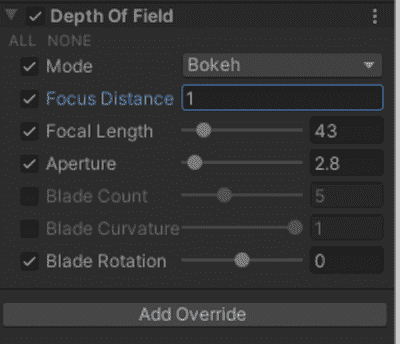 Depth Of Field
ALL NONE
Mode Bokeh
Focus Distance 1
Focal Length 43
Aperture 2.8
Blade Count 5
Blade Curvature 1
Blade Rotation 0
Add Override